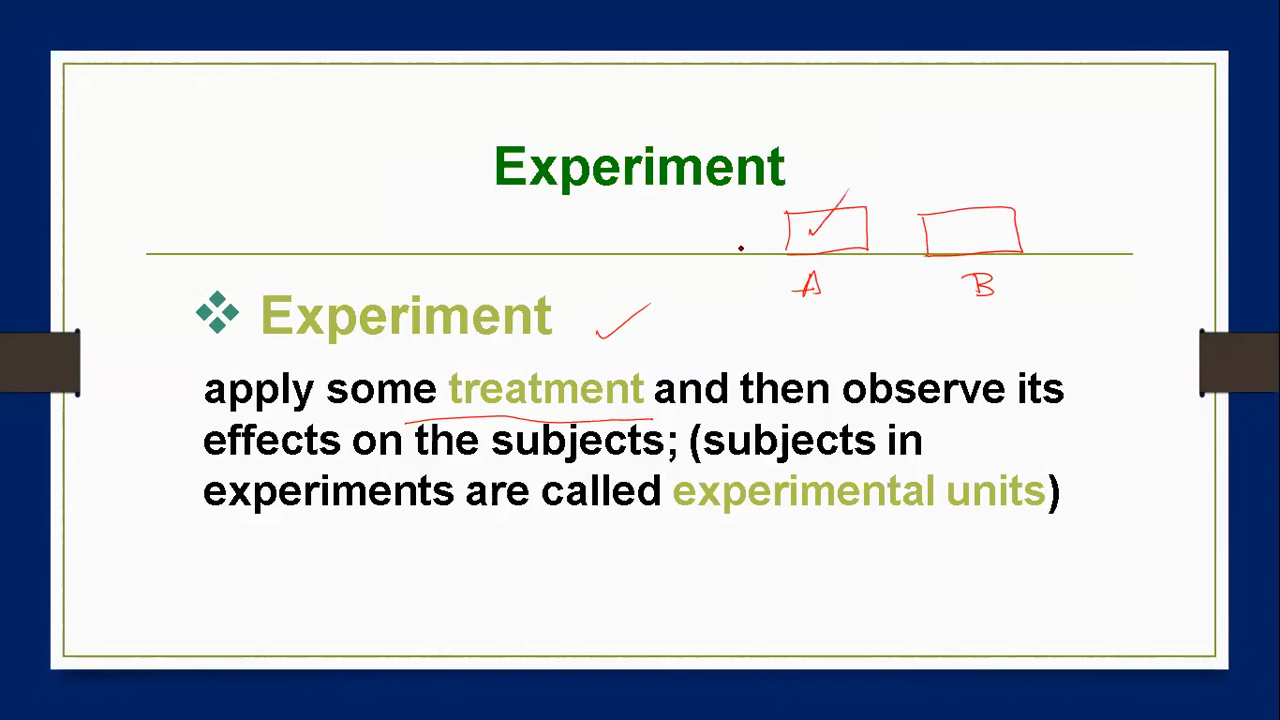 Experiment
A B
Experiment
apply some treatment and then observe its
effects on the subjects; (subjects in
experiments are called experimental units)